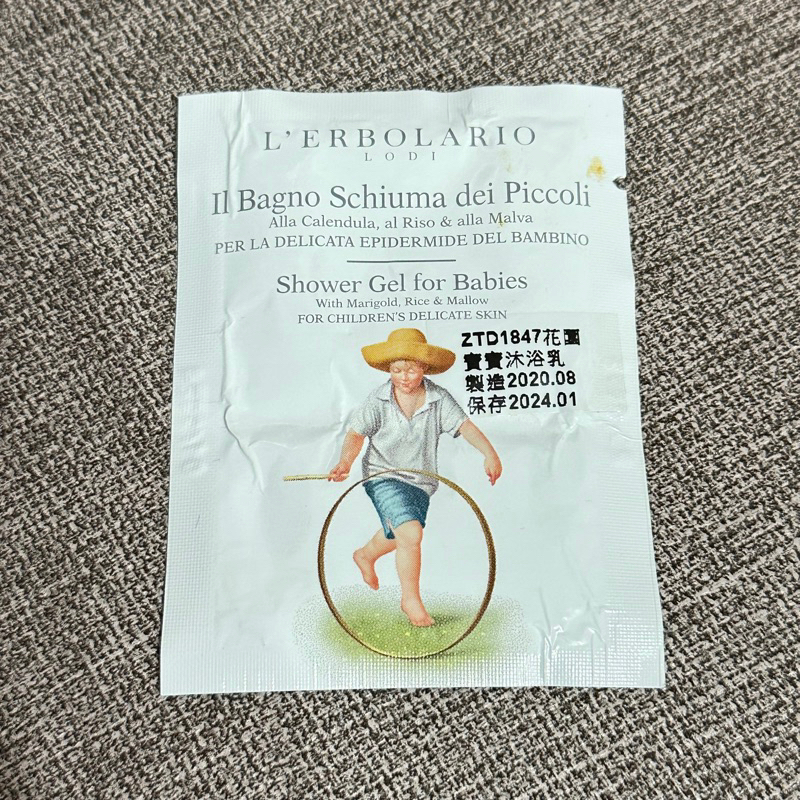 L'ERBOLARIO
LODI
Il Bagno Schiuma dei Piccoli
Alla Calendula, al Riso & alla Malva
PER LA DELICATA EPIDERMIDE DEL BAMBINO
Shower Gel for Babies
With Marigold, Rice & Mallow
FOR CHILDREN'S DELICATE SKIN
ZTD1847花園
寶寶沐浴乳
製造2020.08
保存2024.01